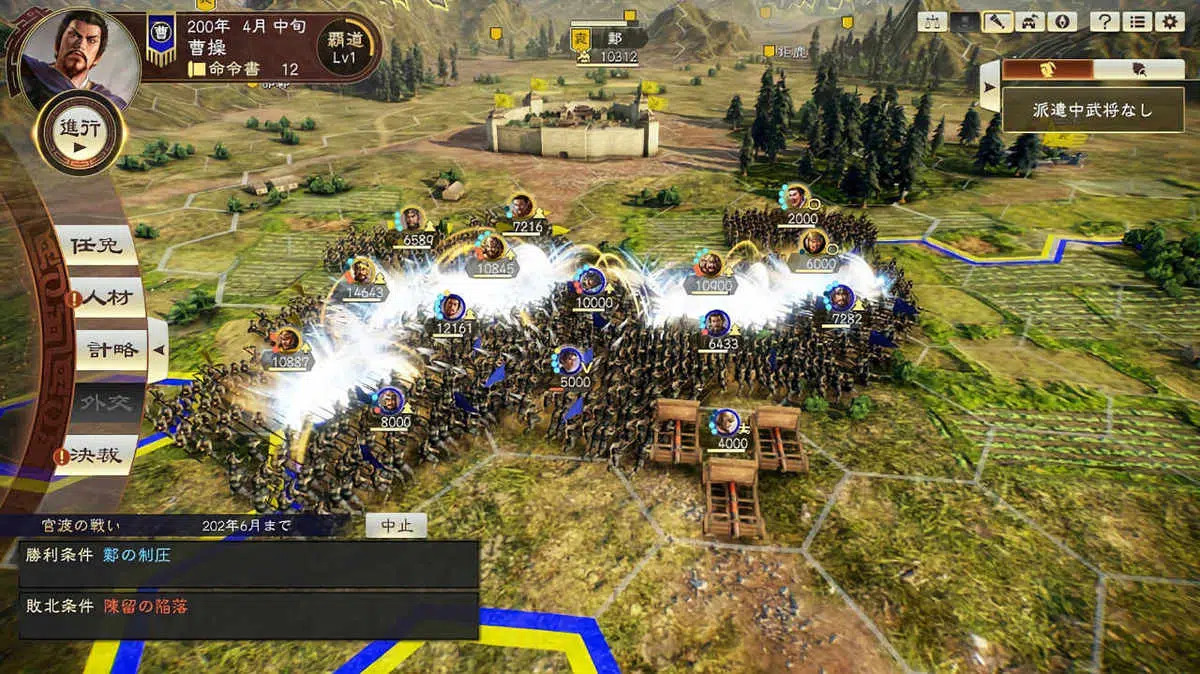 200年 4月 中旬
曹
曹操
命令書 12
覇道
Lv1
進行
任免
人材
計略
外交
決裁
袁
鄴
10312
鉅鹿
派遣中武将なし
6589
7216
10845
14643
12161
10887
8000
10000
5000
10900
6433
2000
6000
7282
4000
官渡の戦い 202年6月まで 中止
勝利条件 鄴の制圧
敗北条件 陳留の陥落